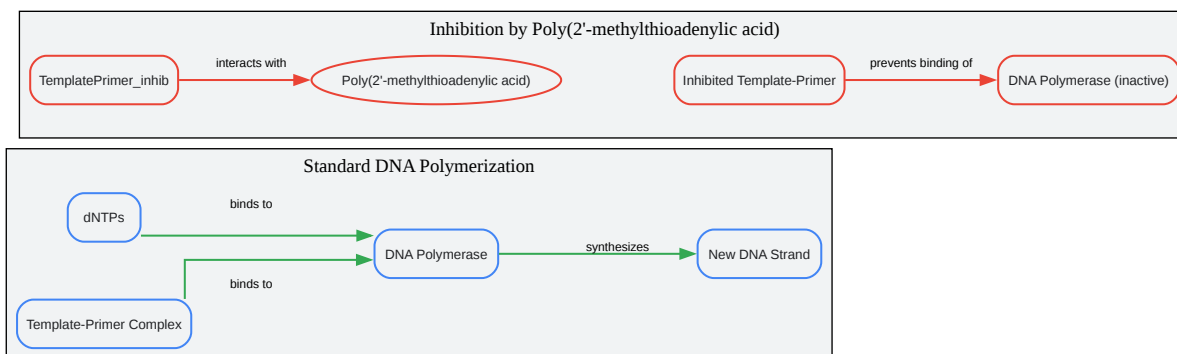 Inhibition by Poly(2'-methylthioadenylic acid)
TemplatePrimer_inhib
interacts with
Poly(2'-methylthioadenylic acid)
Inhibited Template-Primer
prevents binding of
DNA Polymerase (inactive)
Standard DNA Polymerization
dNTPs
binds to
DNA Polymerase
synthesizes
New DNA Strand
binds to
Template-Primer Complex